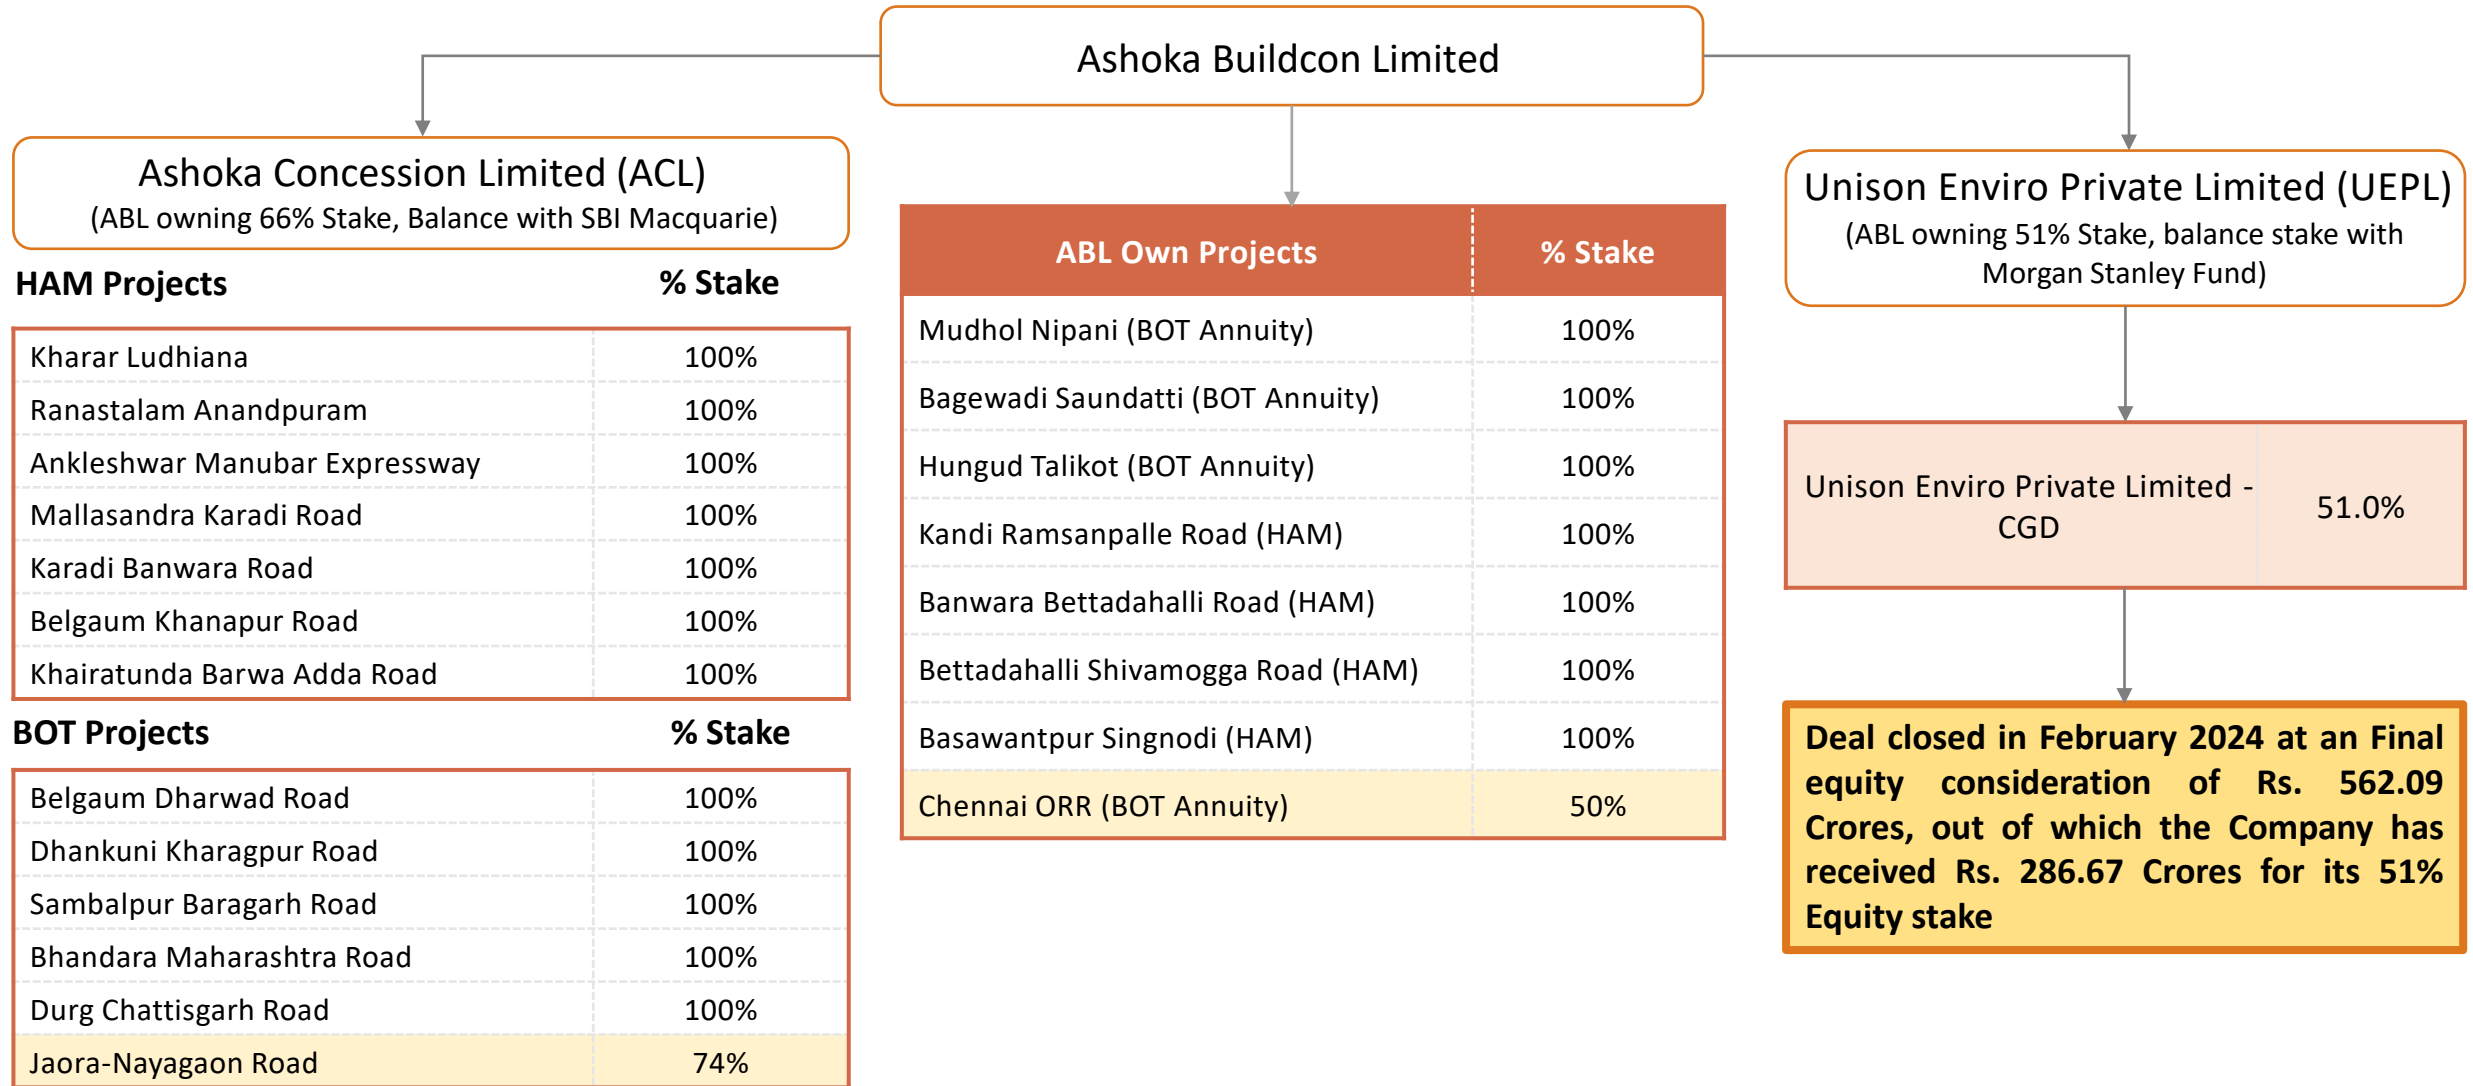 Ashoka Buildcon Limited
Ashoka Concession Limited (ACL)
(ABL owning 66% Stake, Balance with SBI Macquarie)
HAM Projects % Stake
Kharar Ludhiana 100%
Ranastalam Anandpuram 100%
Ankleshwar Manubar Expressway 100%
Mallasandra Karadi Road 100%
Karadi Banwara Road 100%
Belgaum Khanapur Road 100%
Khairatunda Barwa Adda Road 100%
BOT Projects % Stake
Belgaum Dharwad Road 100%
Dhankuni Kharagpur Road 100%
Sambalpur Baragarh Road 100%
Bhandara Maharashtra Road 100%
Durg Chattisgarh Road 100%
Jaora-Nayagaon Road 74%
ABL Own Projects % Stake
Mudhol Nipani (BOT Annuity) 100%
Bagewadi Saundatti (BOT Annuity) 100%
Hungud Talikot (BOT Annuity) 100%
Kandi Ramsanpalle Road (HAM) 100%
Banwara Bettadahalli Road (HAM) 100%
Bettadahalli Shivamogga Road (HAM) 100%
Basawantpur Singnodi (HAM) 100%
Chennai ORR (BOT Annuity) 50%
Unison Enviro Private Limited (UEPL)
(ABL owning 51% Stake, balance stake with
Morgan Stanley Fund)
Unison Enviro Private Limited -
CGD
51.0%
Deal closed in February 2024 at an Final
equity consideration of Rs. 562.09
Crores, out of which the Company has
received Rs. 286.67 Crores for its 51%
Equity stake